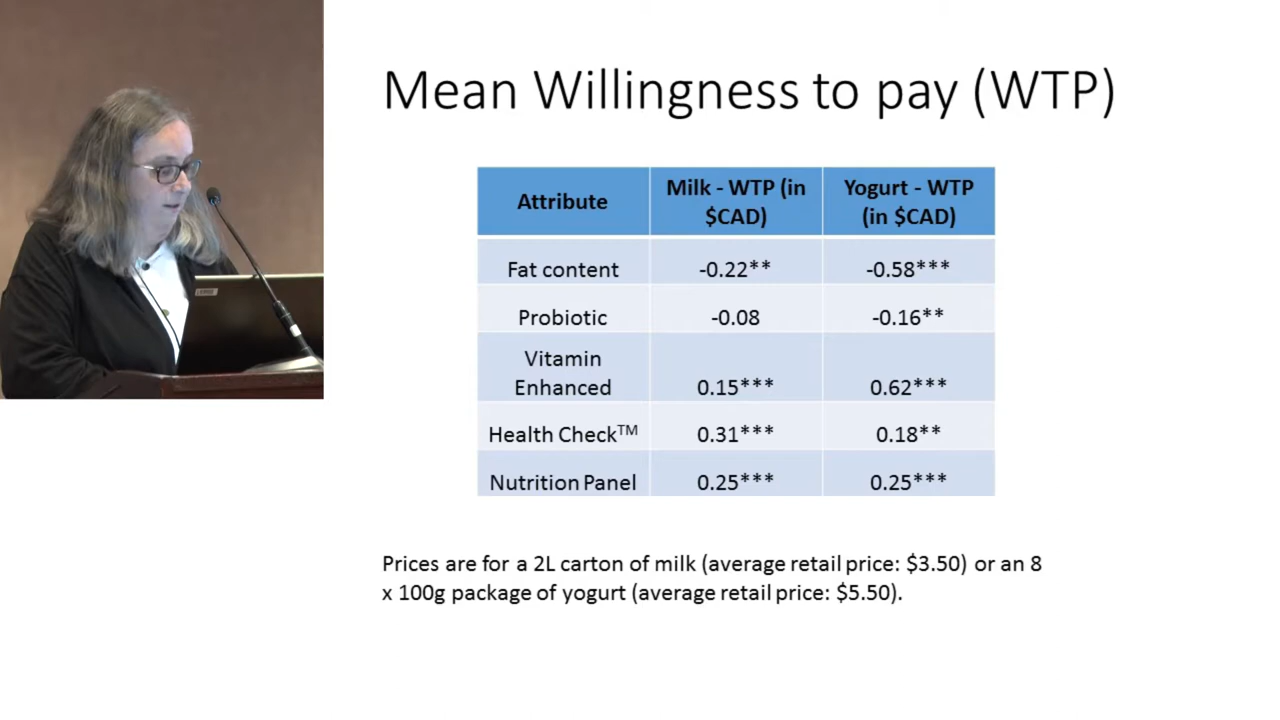 Mean Willingness to pay (WTP)
Attribute
Milk - WTP (in
$CAD)
Yogurt - WTP
(in $CAD)
Fat content
-0.22**
-0.58***
Probiotic
-0.08
-0.16**
Vitamin
Enhanced
0.15***
0.62***
Health Check™
0.31***
0.18**
Nutrition Panel
0.25***
0.25***
Prices are for a 2L carton of milk (average retail price: $3.50) or an 8
x 100g package of yogurt (average retail price: $5.50).